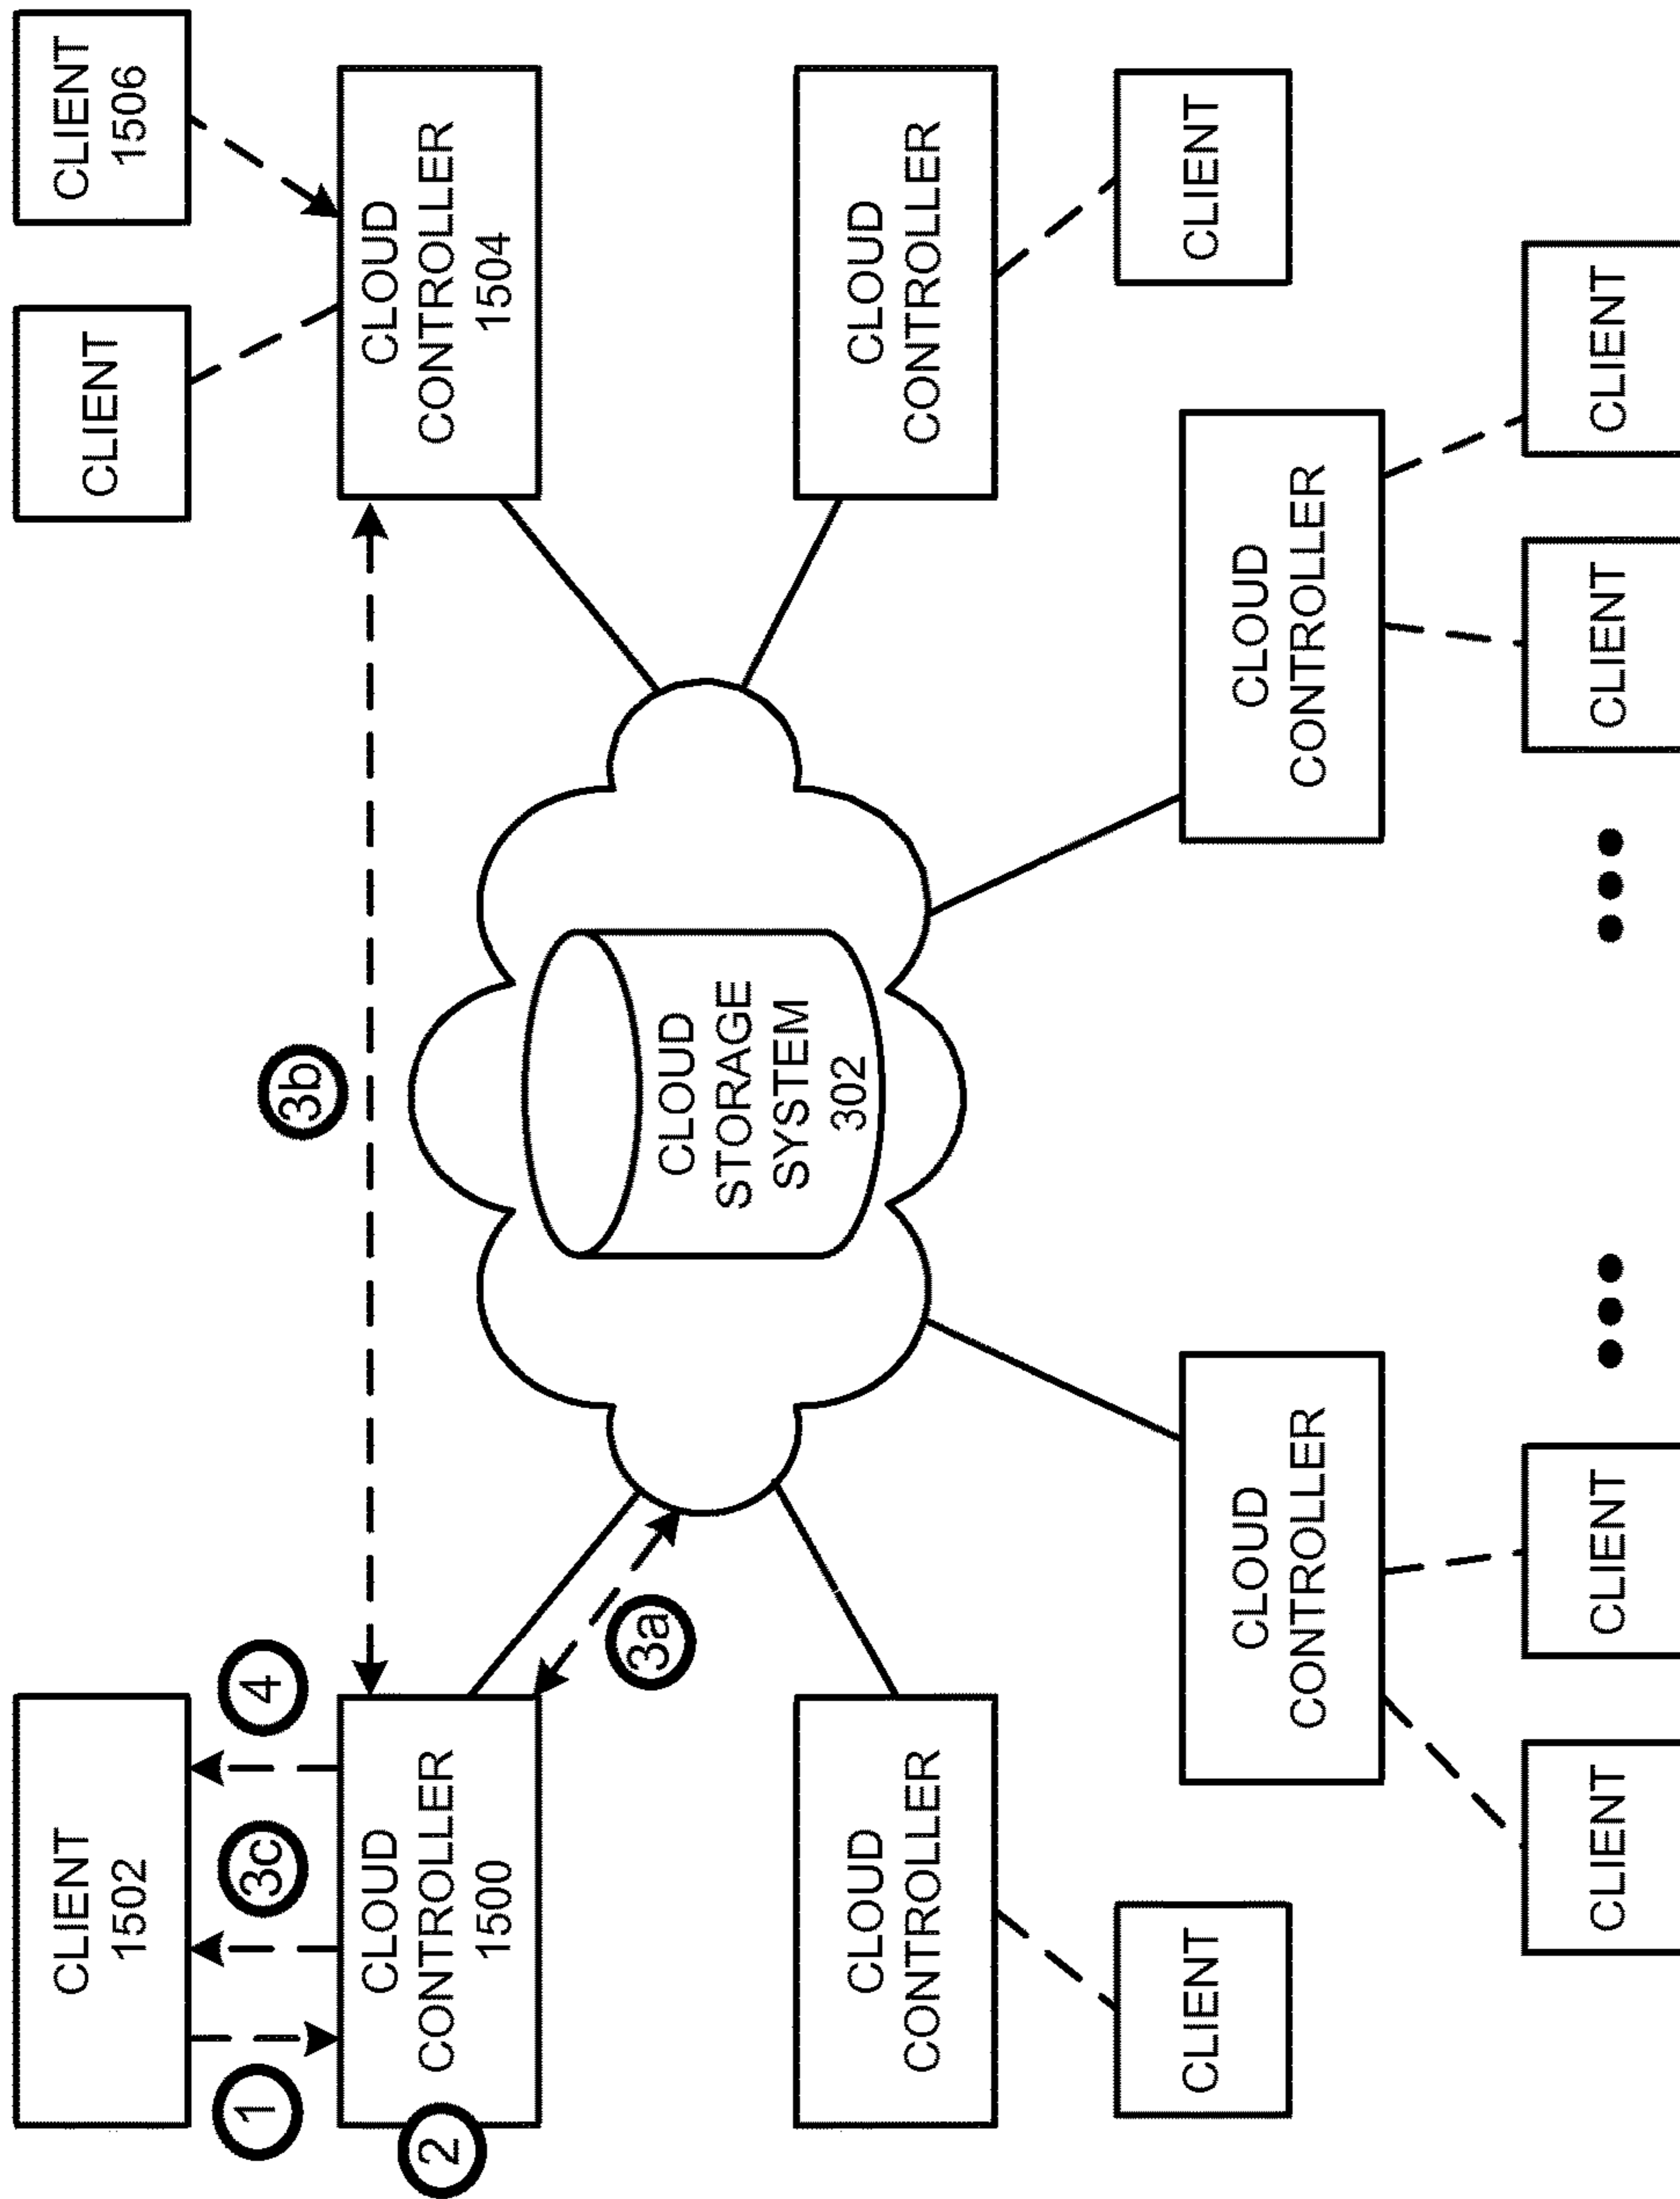 CLIENT
1502
CLIENT
CLIENT
1506
1
3c
4
3b
2
CLOUD
CONTROLLER
1500
CLOUD
CONTROLLER
1504
3a
CLOUD
STORAGE
SYSTEM
302
CLOUD
CONTROLLER
CLOUD
CONTROLLER
CLIENT
CLOUD
CONTROLLER
CLOUD
CONTROLLER
CLIENT
CLIENT
CLIENT
CLIENT
CLIENT